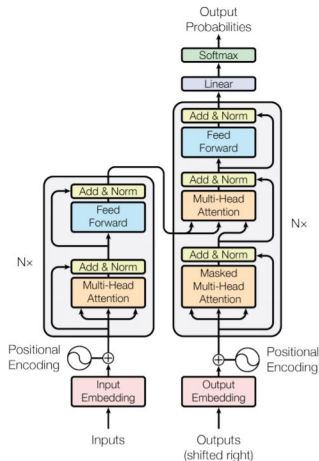 Output
Probabilities
Softmax
Linear
Add & Norm
Feed
Forward
Add & Norm
Multi-Head
Attention
Add & Norm
Masked
Multi-Head
Attention
N×
Add & Norm
Feed
Forward
Add & Norm
Multi-Head
Attention
N×
Positional
Encoding
Input
Embedding
Inputs
Positional
Encoding
Output
Embedding
Outputs
(shifted right)